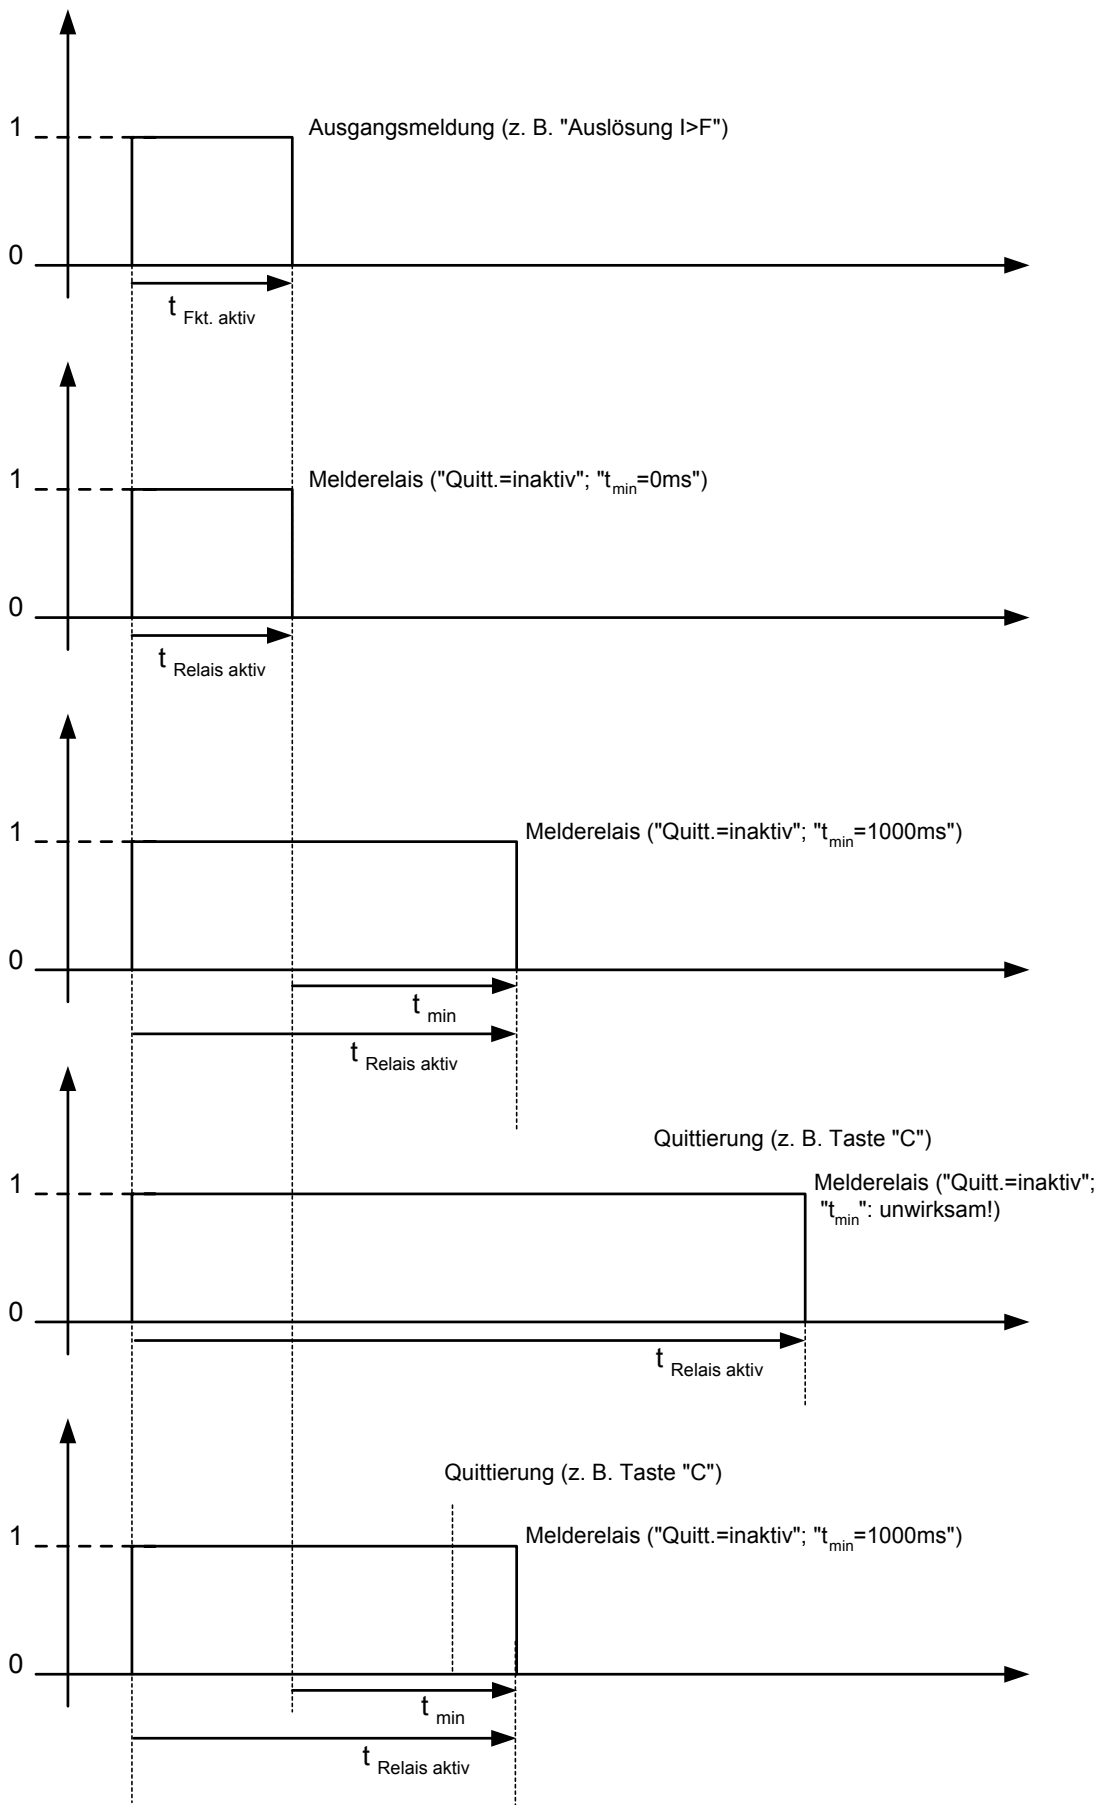 1
Ausgangsmeldung (z. B. "Auslösung I>F")
0
t Fkt. aktiv
1
Melderelais ("Quitt.=inaktiv"; "tmin=0ms")
0
t Relais aktiv
1
Melderelais ("Quitt.=inaktiv"; "tmin=1000ms")
0
t min
t Relais aktiv
Quittierung (z. B. Taste "C")
1
Melderelais ("Quitt.=inaktiv";
"tmin": unwirksam!)
0
t Relais aktiv
Quittierung (z. B. Taste "C")
1
Melderelais ("Quitt.=inaktiv"; "tmin=1000ms")
0
t min
t Relais aktiv